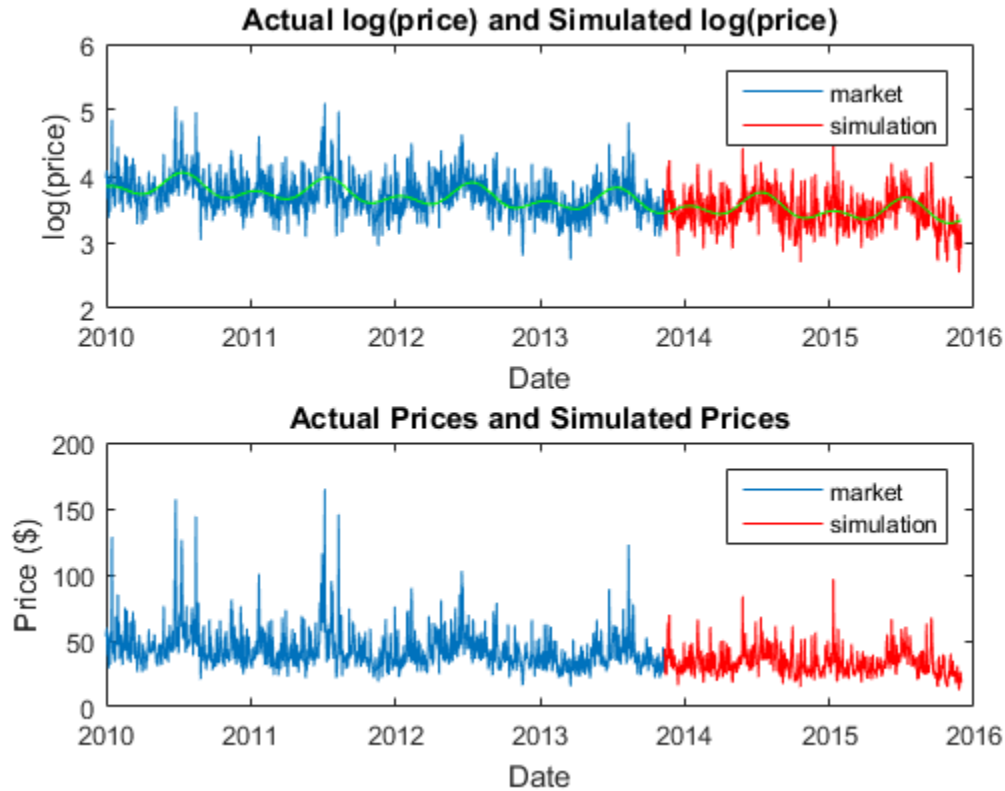 Actual log(price) and Simulated log(price)
log(price)
6
5
4
3
2
market
simulation
2010 2011 2012 2013 2014 2015 2016
Date
Actual Prices and Simulated Prices
Price ($)
200
150
100
50
0
market
simulation
2010 2011 2012 2013 2014 2015 2016
Date